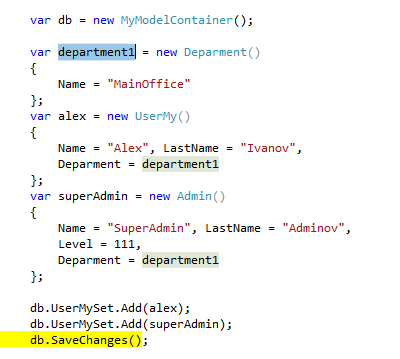 var db = new MyModelContainer();
var department1 = new Deparment()
{
Name = "MainOffice"
};
var alex = new UserMy()
{
Name = "Alex", LastName = "Ivanov",
Deparment = department1
};
var superAdmin = new Admin()
{
Name = "SuperAdmin", LastName = "Adminov",
Level = 111,
Deparment = department1
};
db.UserMySet.Add(alex);
db.UserMySet.Add(superAdmin);
db.SaveChanges();